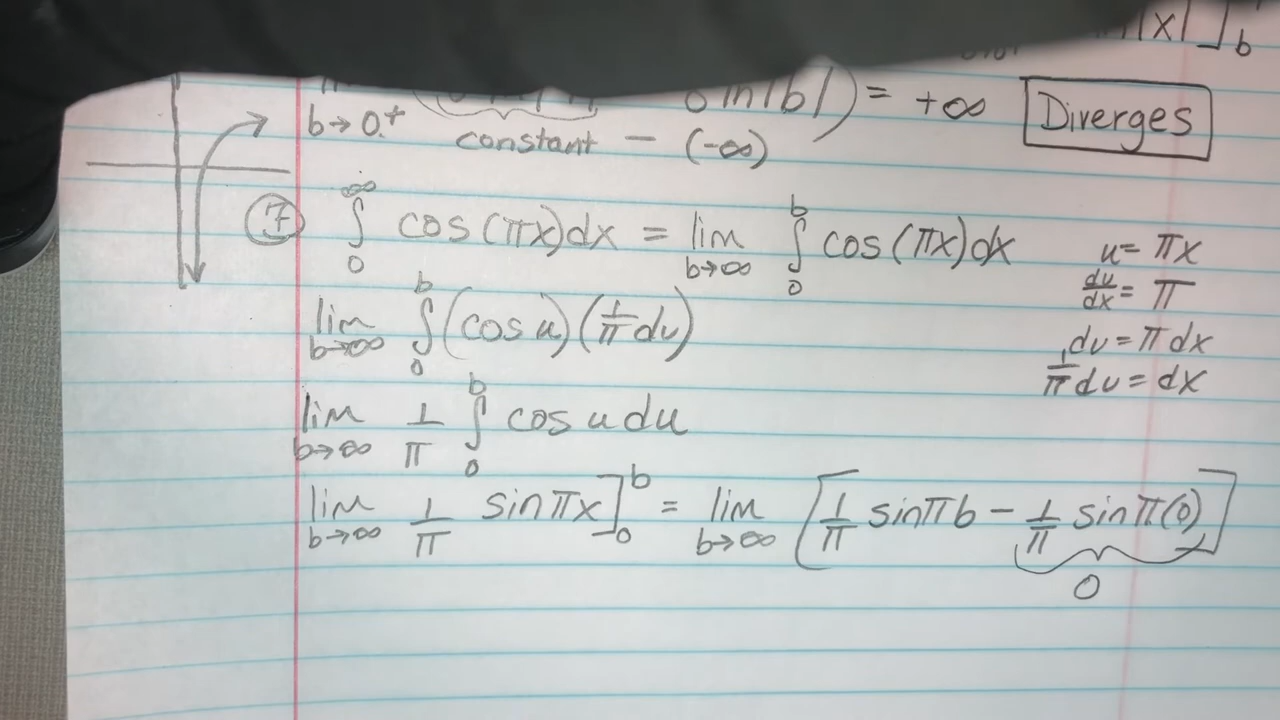 |x|]b
b→0⁺ ln|b|) = +∞ Diverges
constant - (-∞)
⑦ ∫₀^∞ cos(πx)dx = lim b→∞ ∫₀^b cos(πx)dx
u = πx
du/dx = π
lim b→∞ ∫₀^b (cos u)(1/π du)
du = π dx
1/π du = dx
lim b→∞ 1/π ∫₀^b cos u du
lim b→∞ 1/π sin πx]₀^b = lim b→∞ [1/π sin πb - 1/π sin π(0)]
0